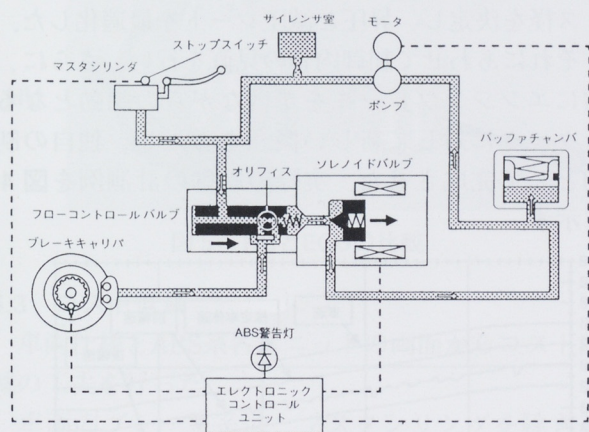 サイレンサ室
モータ
ストップスイッチ
マスタシリンダ
ポンプ
バッファチャンバ
オリフィス
ソレノイドバルブ
フローコントロールバルブ
ブレーキキャリパ
ABS警告灯
エレクトロニック
コントロール
ユニット